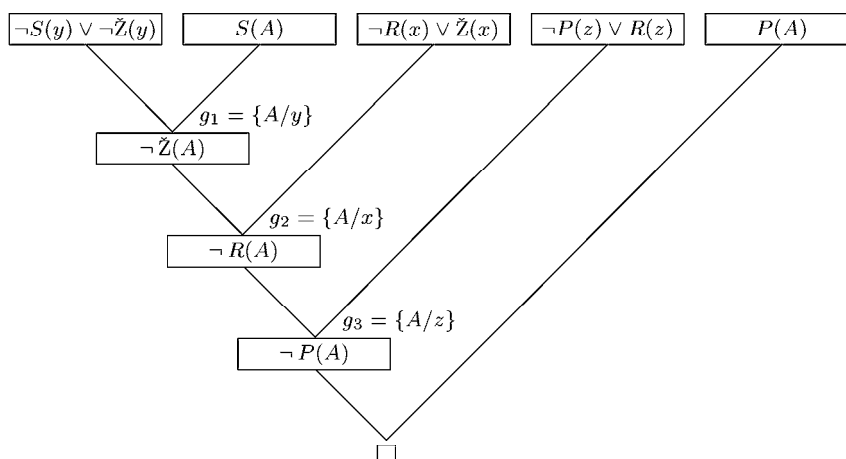 ¬S(y) ∨ ¬Ž(y) S(A) ¬R(x) ∨ Ž(x) ¬P(z) ∨ R(z) P(A)
g₁ = {A/y}
¬ Ž(A)
g₂ = {A/x}
¬ R(A)
g₃ = {A/z}
¬ P(A)
□